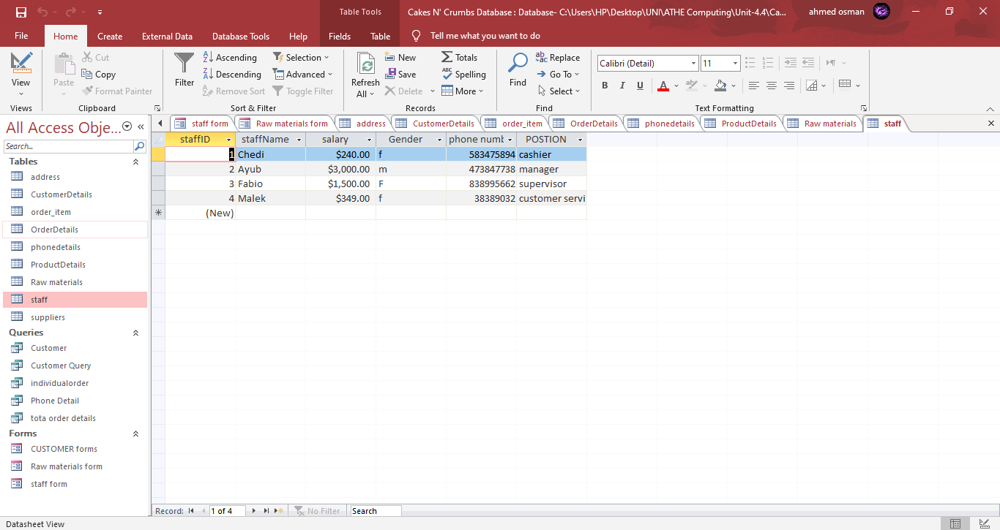 Table Tools
Cakes N' Crumbs Database : Database- C:\Users\HP\Desktop\UNI\ATHE Computing\Unit-4.4\Ca...
ahmed osman
File Home Create External Data Database Tools Help Fields Table Tell me what you want to do
View
Views
Paste
Cut
Copy
Format Painter
Clipboard
Filter
Ascending
Descending
Remove Sort
Selection
Advanced
Toggle Filter
Sort & Filter
Refresh
All
New
Save
Delete
Totals
Spelling
More
Records
Find
Replace
Go To
Select
Find
Calibri (Detail) 11
B I U A
Text Formatting
All Access Obje...
Search...
Tables
address
CustomerDetails
order_item
OrderDetails
phonedetails
ProductDetails
Raw materials
staff
suppliers
Queries
Customer
Customer Query
individualorder
Phone Detail
tota order details
Forms
CUSTOMER forms
Raw materials form
staff form
staff form Raw materials form address CustomerDetails order_item OrderDetails phonedetails ProductDetails Raw materials staff
staffID staffName salary Gender phone numb POSTION
1 Chedi $240.00 f 583475894 cashier
2 Ayub $3,000.00 m 473847738 manager
3 Fabio $1,500.00 F 838995662 supervisor
4 Malek $349.00 f 38389032 customer servi
(New)
Record: 1 of 4 No Filter Search
Datasheet View